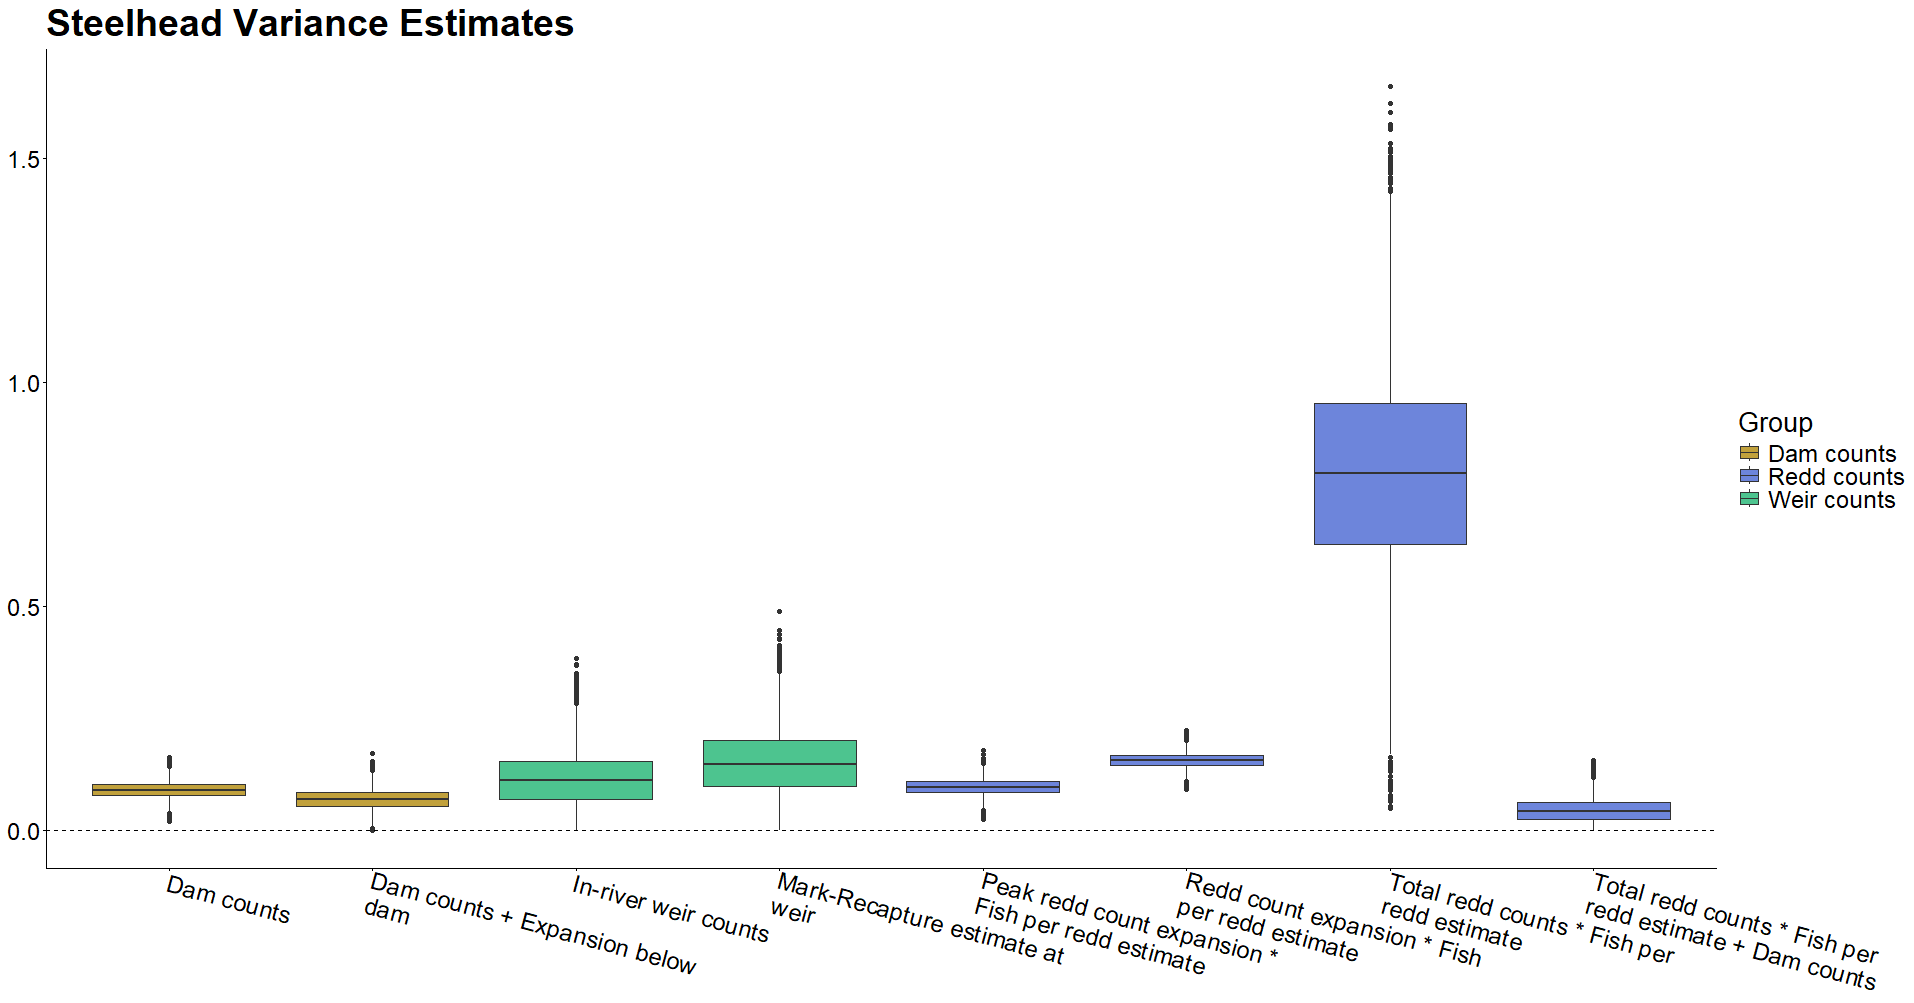 Steelhead Variance Estimates
1.5
1.0
0.5
0.0
Dam counts
Dam counts + Expansion below
dam
In-river weir counts
Mark-Recapture estimate at
weir
Peak redd count expansion *
Fish per redd estimate
Redd count expansion * Fish
per redd estimate
Total redd counts * Fish per
redd estimate
Total redd counts * Fish per
redd estimate + Dam counts
Group
Dam counts
Redd counts
Weir counts